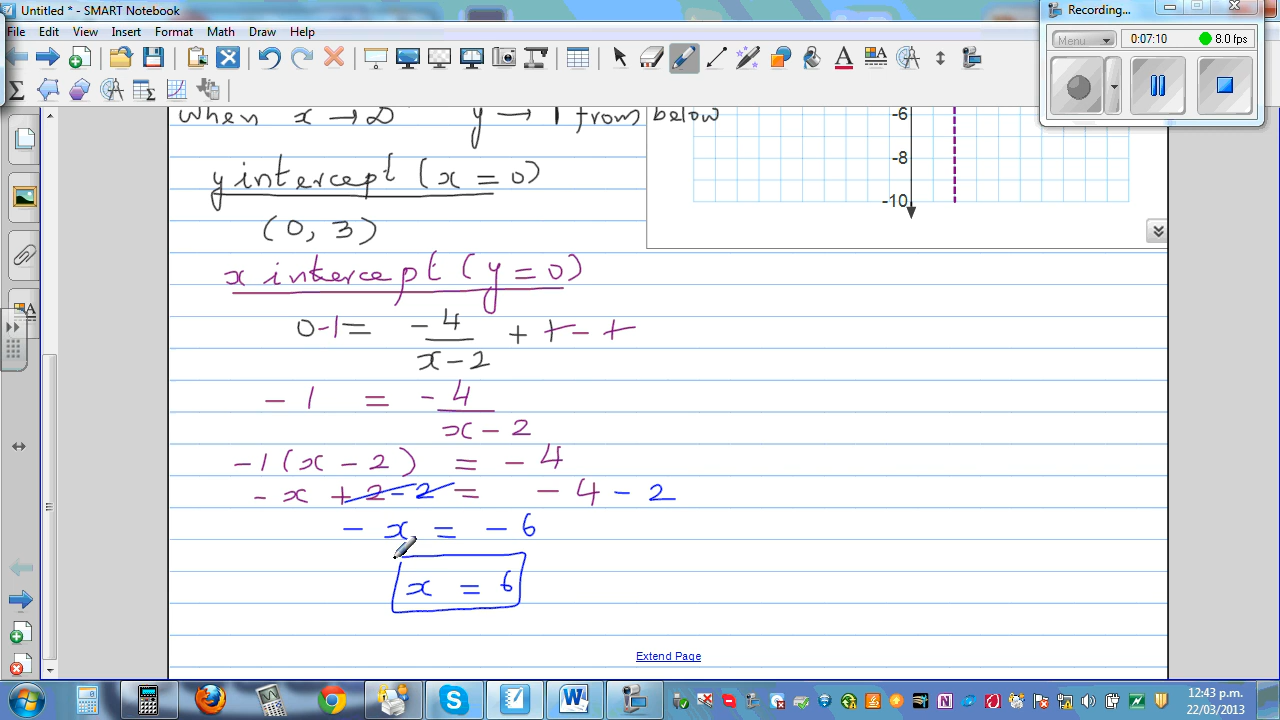 Untitled * - SMART Notebook
File Edit View Insert Format Math Draw Help
Recording...
Menu 0:07:10 8.0 fps
When x → ∞ y → 1 from below
y intercept (x = 0)
(0, 3)
x intercept (y = 0)
0 - 1 = -4/(x - 2) + 1 - 1
-1 = -4/(x - 2)
-1(x - 2) = -4
-x + 2 - 2 = -4 - 2
-x = -6
x = 6
-6
-8
-10
Extend Page
12:43 p.m.
22/03/2013